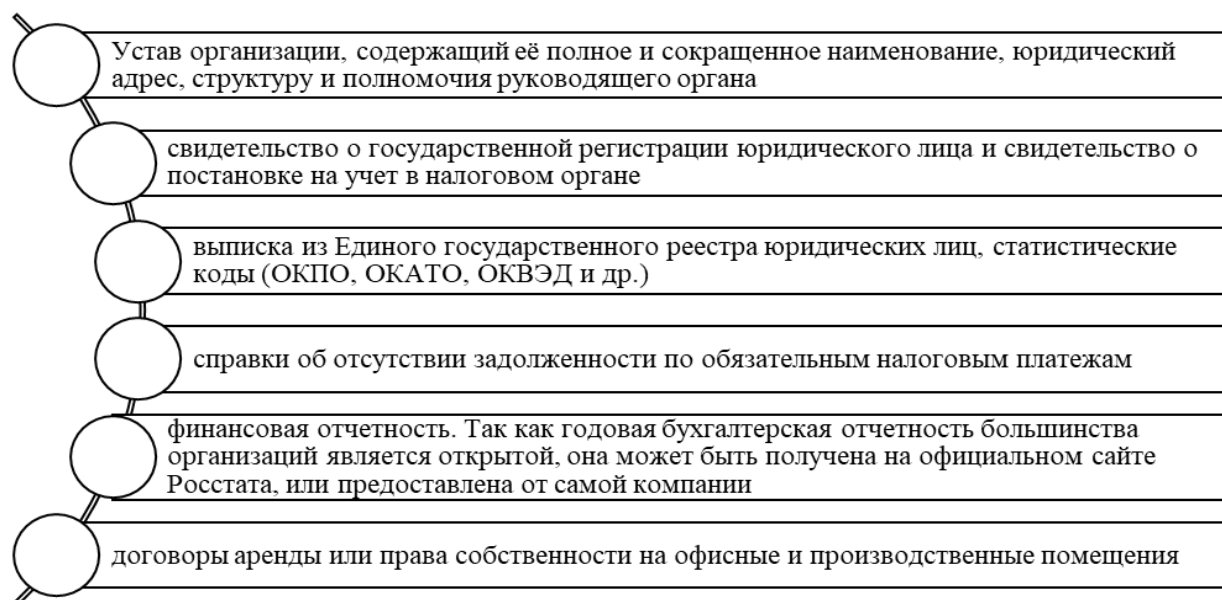 Устав организации, содержащий её полное и сокращенное наименование, юридический
адрес, структуру и полномочия руководящего органа
свидетельство о государственной регистрации юридического лица и свидетельство о
постановке на учет в налоговом органе
выписка из Единого государственного реестра юридических лиц, статистические
коды (ОКПО, ОКАТО, ОКВЭД и др.)
справки об отсутствии задолженности по обязательным налоговым платежам
финансовая отчетность. Так как годовая бухгалтерская отчетность большинства
организаций является открытой, она может быть получена на официальном сайте
Росстата, или предоставлена от самой компании
договоры аренды или права собственности на офисные и производственные помещения